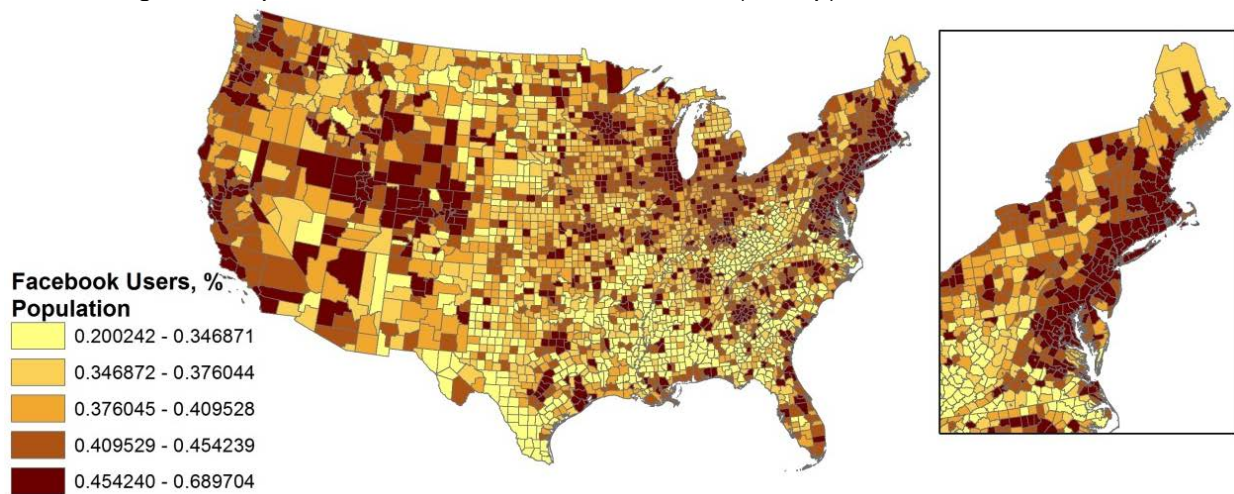 Facebook Users, %
Population
0.200242 - 0.346871
0.346872 - 0.376044
0.376045 - 0.409528
0.409529 - 0.454239
0.454240 - 0.689704